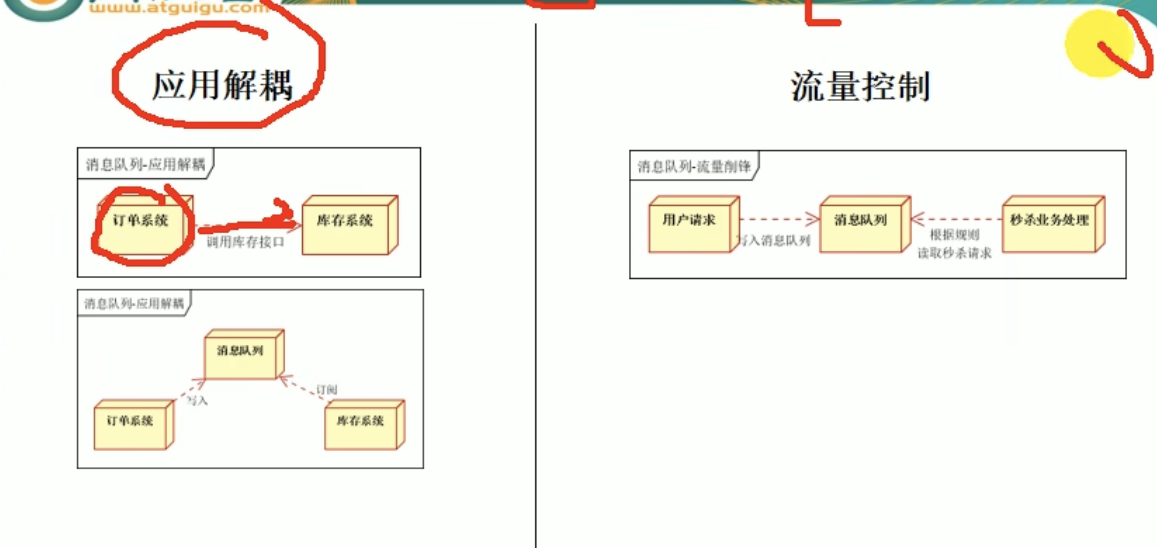 www.atguigu.com
应用解耦
消息队列-应用解耦
订单系统
调用库存接口
库存系统
消息队列-应用解耦
消息队列
写入
订阅
订单系统
库存系统
流量控制
消息队列-流量削锋
用户请求
写入消息队列
消息队列
根据规则
读取秒杀请求
秒杀业务处理